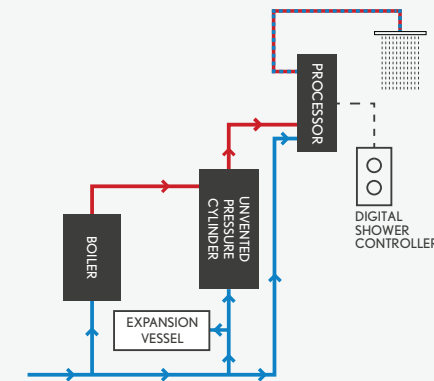 PROCESSOR
UNVENTED
PRESSURE
CYLINDER
BOILER
DIGITAL
SHOWER
CONTROLLER
EXPANSION
VESSEL